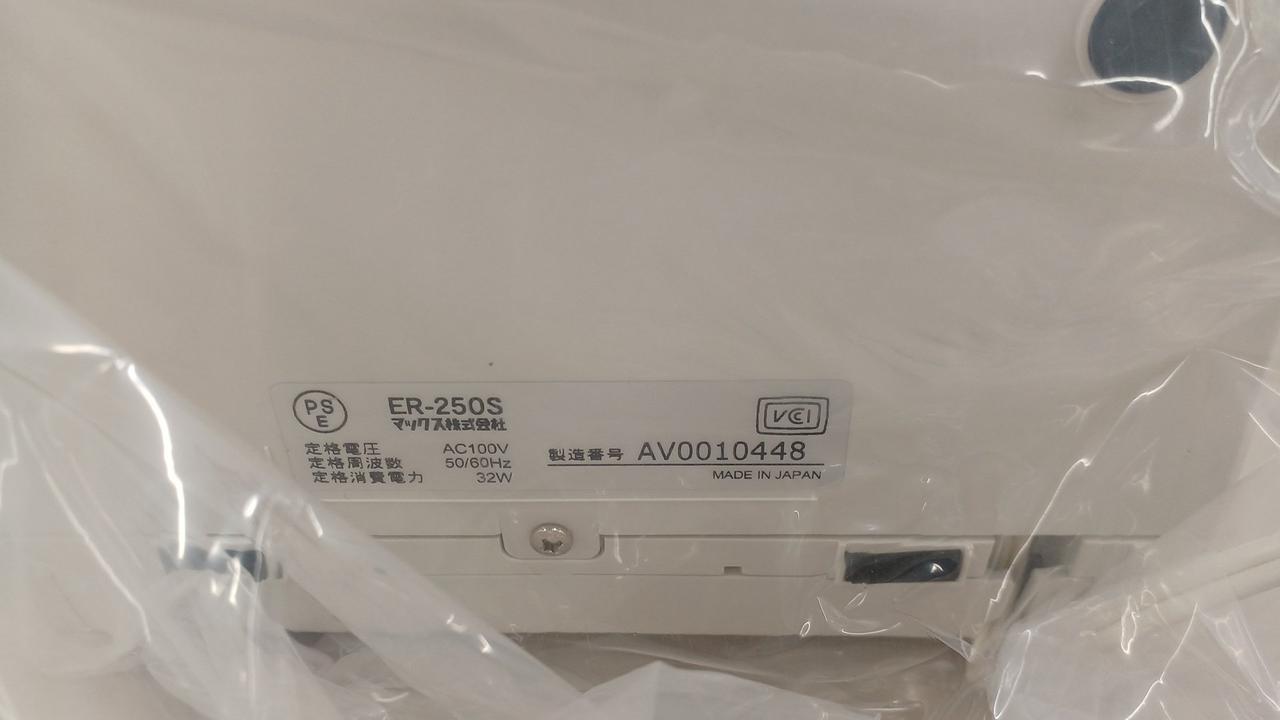 PS
E
ER-250S
マックス株式会社
定格電圧 AC100V
定格周波数 50/60Hz
定格消費電力 32W
VCI
製造番号 AV0010448
MADE IN JAPAN